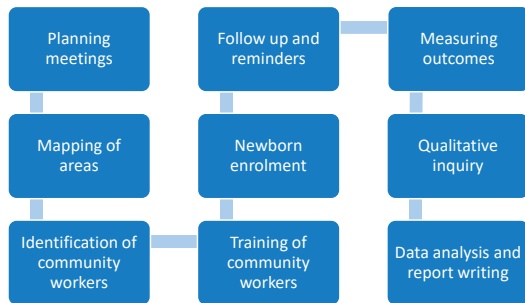 Planning
meetings
Mapping of
areas
Identification of
community
workers
Training of
community
workers
Newborn
enrolment
Follow up and
reminders
Measuring
outcomes
Qualitative
inquiry
Data analysis and
report writing